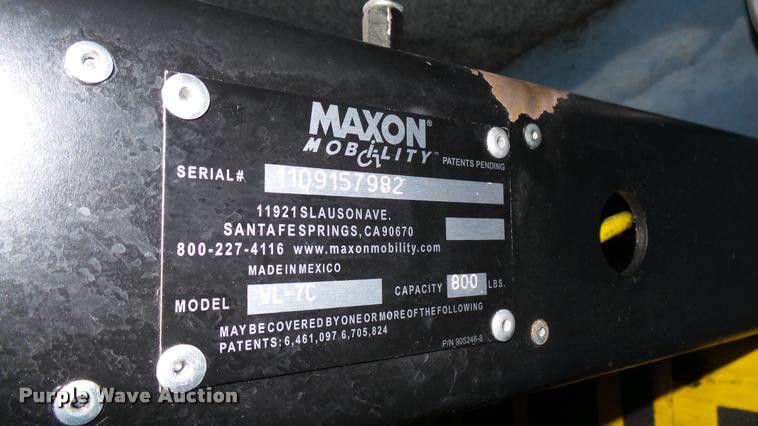 MAXON®
MOBILITY™
PATENTS PENDING
SERIAL# 1109157982
11921 SLAUSON AVE.
SANTA FE SPRINGS, CA 90670
800-227-4116 www.maxonmobility.com
MADE IN MEXICO
MODEL WL-7C CAPACITY 800 LBS.
MAY BE COVERED BY ONE OR MORE OF THE FOLLOWING
PATENTS: 6,461,097 6,705,824
P/N 905246-8
Purple Wave Auction®